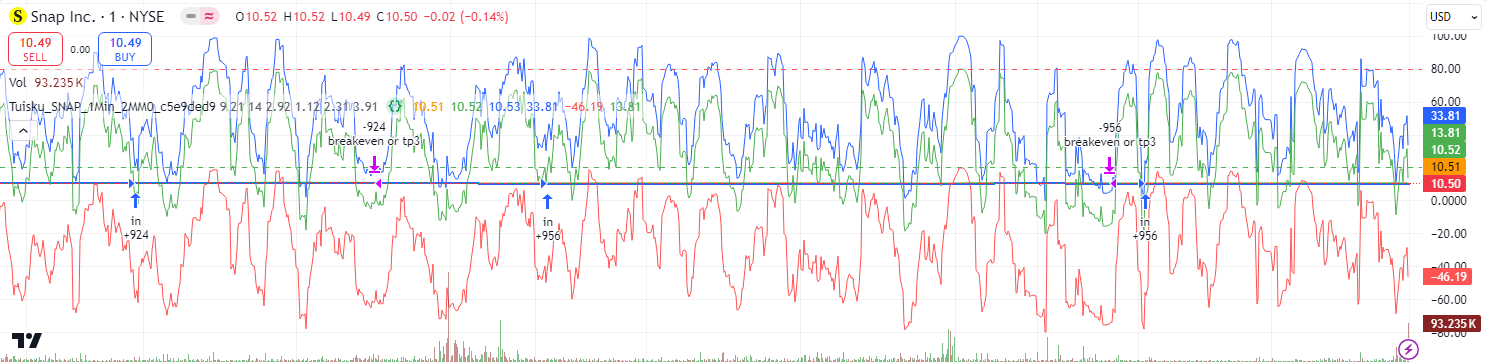 S Snap Inc. · 1 · NYSE O10.52 H10.52 L10.49 C10.50 −0.02 (−0.14%)
USD
10.49
SELL
0.00
10.49
BUY
Vol 93.235K
Tuisku_SNAP_1Min_2MM0_c5e9ded9 9 21 14 2.92 1.12 2.31 3.91 10.51 10.52 10.53 33.81 −46.19 13.81
-924
breakeven or tp3
in
+924
in
+956
-956
breakeven or tp3
in
+956
100.00
80.00
60.00
33.81
13.81
10.52
10.51
10.50
0.0000
−20.00
−40.00
−46.19
−60.00
93.235K
−80.00